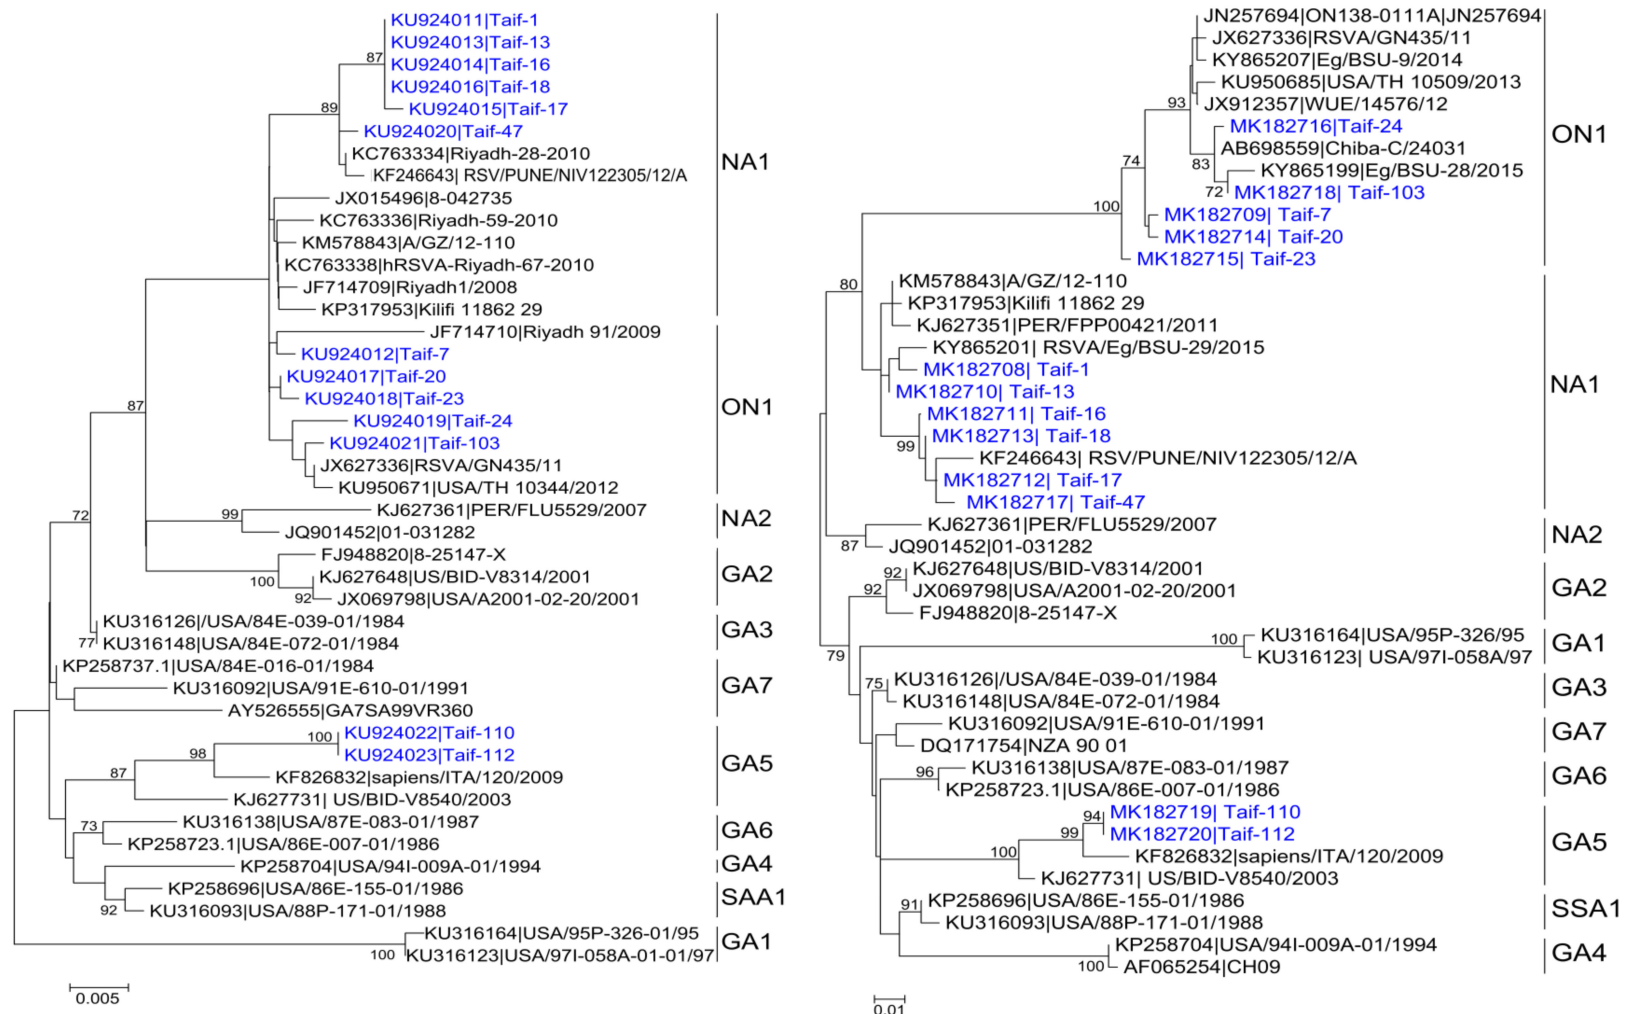 KU924011|Taif-1
KU924013|Taif-13
87
KU924014|Taif-16
KU924016|Taif-18
89
KU924015|Taif-17
KU924020|Taif-47
KC763334|Riyadh-28-2010
NA1
KF246643| RSV/PUNE/NIV122305/12/A
JX015496|8-042735
KC763336|Riyadh-59-2010
KM578843|A/GZ/12-110
KC763338|hRSVA-Riyadh-67-2010
JF714709|Riyadh1/2008
KP317953|Kilifi 11862 29
JF714710|Riyadh 91/2009
KU924012|Taif-7
KU924017|Taif-20
KU924018|Taif-23
87
ON1
KU924019|Taif-24
KU924021|Taif-103
JX627336|RSVA/GN435/11
KU950671|USA/TH 10344/2012
72
99
KJ627361|PER/FLU5529/2007
NA2
JQ901452|01-031282
FJ948820|8-25147-X
100
KJ627648|US/BID-V8314/2001
GA2
92
JX069798|USA/A2001-02-20/2001
KU316126|/USA/84E-039-01/1984
GA3
77
KU316148|USA/84E-072-01/1984
KP258737.1|USA/84E-016-01/1984
KU316092|USA/91E-610-01/1991
GA7
AY526555|GA7SA99VR360
100
KU924022|Taif-110
98
KU924023|Taif-112
GA5
87
KF826832|sapiens/ITA/120/2009
KJ627731| US/BID-V8540/2003
73
KU316138|USA/87E-083-01/1987
GA6
KP258723.1|USA/86E-007-01/1986
KP258704|USA/94I-009A-01/1994
GA4
KP258696|USA/86E-155-01/1986
SAA1
92
KU316093|USA/88P-171-01/1988
KU316164|USA/95P-326-01/95
GA1
100
KU316123|USA/97I-058A-01-01/97
0.005
JN257694|ON138-0111A|JN257694
JX627336|RSVA/GN435/11
KY865207|Eg/BSU-9/2014
KU950685|USA/TH 10509/2013
93
JX912357|WUE/14576/12
MK182716|Taif-24
ON1
AB698559|Chiba-C/24031
74
83
KY865199|Eg/BSU-28/2015
72
MK182718| Taif-103
100
MK182709| Taif-7
MK182714| Taif-20
MK182715| Taif-23
80
KM578843|A/GZ/12-110
KP317953|Kilifi 11862 29
KJ627351|PER/FPP00421/2011
KY865201| RSVA/Eg/BSU-29/2015
MK182708| Taif-1
NA1
MK182710| Taif-13
MK182711| Taif-16
MK182713| Taif-18
99
KF246643| RSV/PUNE/NIV122305/12/A
MK182712| Taif-17
MK182717| Taif-47
KJ627361|PER/FLU5529/2007
NA2
87
JQ901452|01-031282
92
KJ627648|US/BID-V8314/2001
92
JX069798|USA/A2001-02-20/2001
GA2
FJ948820|8-25147-X
100
KU316164|USA/95P-326/95
GA1
79
KU316123| USA/97I-058A/97
75
KU316126|/USA/84E-039-01/1984
GA3
KU316148|USA/84E-072-01/1984
KU316092|USA/91E-610-01/1991
GA7
DQ171754|NZA 90 01
96
KU316138|USA/87E-083-01/1987
GA6
KP258723.1|USA/86E-007-01/1986
94
MK182719| Taif-110
99
MK182720|Taif-112
GA5
100
KF826832|sapiens/ITA/120/2009
KJ627731| US/BID-V8540/2003
91
KP258696|USA/86E-155-01/1986
SSA1
KU316093|USA/88P-171-01/1988
KP258704|USA/94I-009A-01/1994
GA4
100
AF065254|CH09
0.01